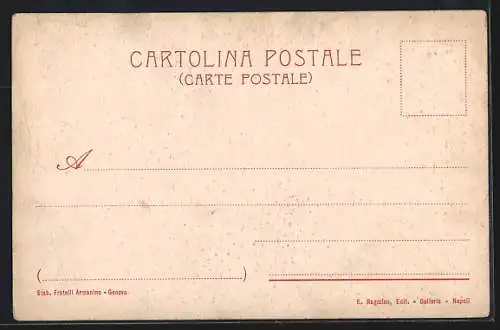 CARTOLINA POSTALE
(CARTE POSTALE)
A
( )
Stab. Fratelli Armanino - Genova
E. Ragozino, Edit. - Galleria - Napoli